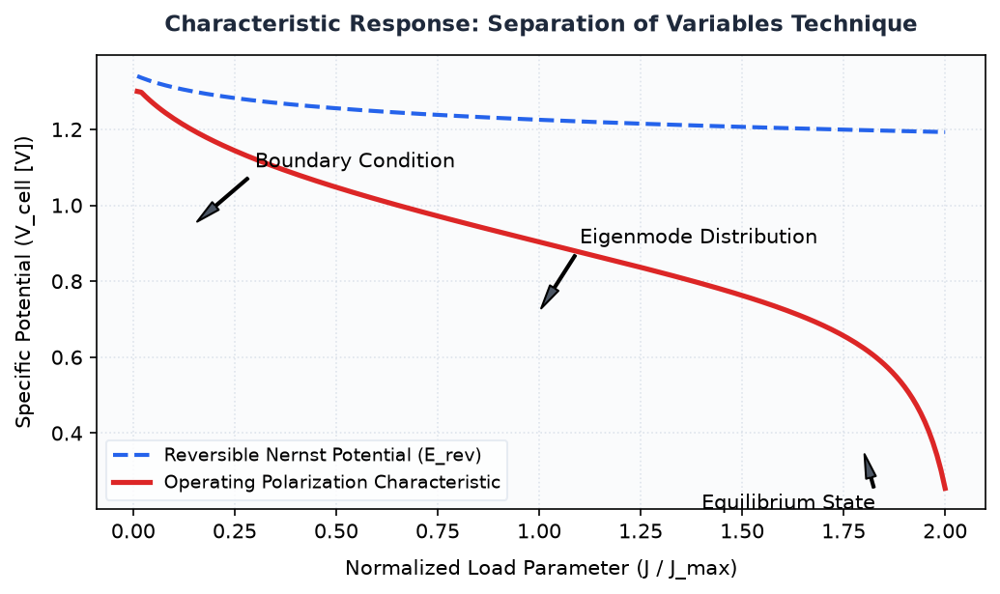 Characteristic Response: Separation of Variables Technique
Specific Potential (V_cell [V])
1.2
1.0
0.8
0.6
0.4
Boundary Condition
Eigenmode Distribution
Equilibrium State
Reversible Nernst Potential (E_rev)
Operating Polarization Characteristic
0.00 0.25 0.50 0.75 1.00 1.25 1.50 1.75 2.00
Normalized Load Parameter (J / J_max)